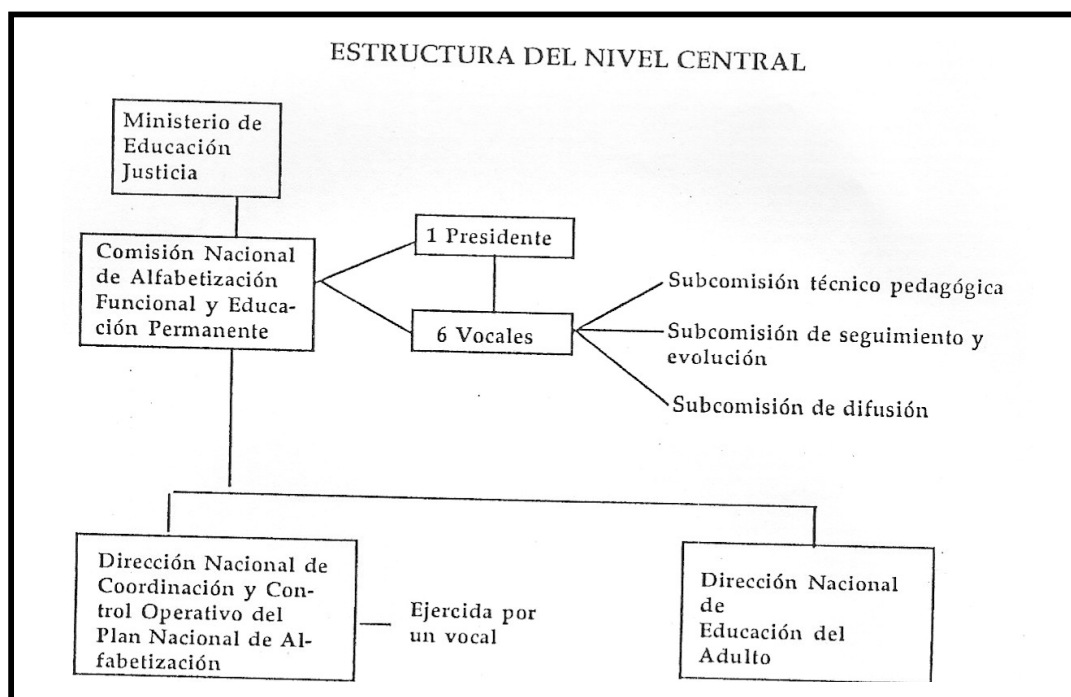 ESTRUCTURA DEL NIVEL CENTRAL
Ministerio de
Educación
Justicia
Comisión Nacional
de Alfabetización
Funcional y Educa-
ción Permanente
1 Presidente
6 Vocales
Subcomisión técnico pedagógica
Subcomisión de seguimiento y
evolución
Subcomisión de difusión
Dirección Nacional de
Coordinación y Con-
trol Operativo del
Plan Nacional de Al-
fabetización
Ejercida por
un vocal
Dirección Nacional
de
Educación del
Adulto